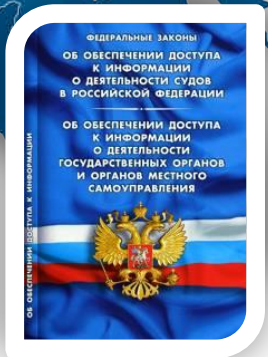 ФЕДЕРАЛЬНЫЕ ЗАКОНЫ
ОБ ОБЕСПЕЧЕНИИ ДОСТУПА
К ИНФОРМАЦИИ
О ДЕЯТЕЛЬНОСТИ СУДОВ
В РОССИЙСКОЙ ФЕДЕРАЦИИ
ОБ ОБЕСПЕЧЕНИИ ДОСТУПА
К ИНФОРМАЦИИ
О ДЕЯТЕЛЬНОСТИ
ГОСУДАРСТВЕННЫХ ОРГАНОВ
И ОРГАНОВ МЕСТНОГО
САМОУПРАВЛЕНИЯ
ОБ ОБЕСПЕЧЕНИИ ДОСТУПА К ИНФОРМАЦИИ